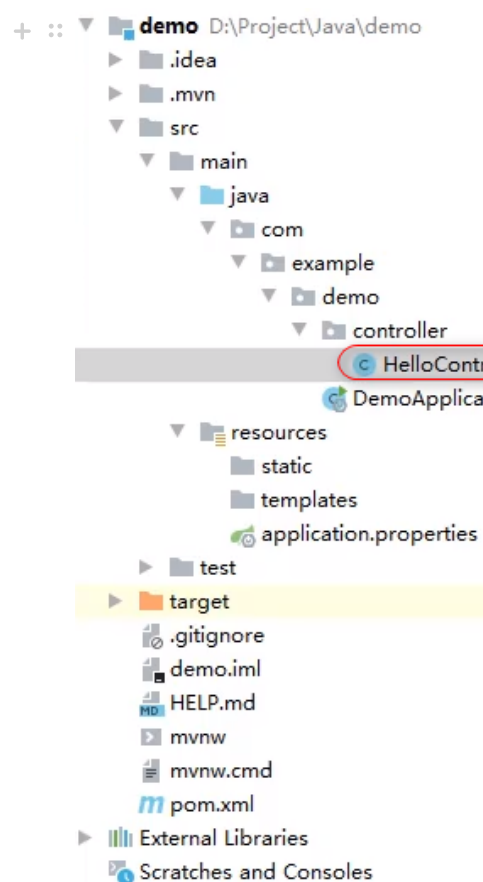 demo D:\Project\Java\demo
.idea
.mvn
src
main
java
com
example
demo
controller
HelloContr
DemoApplica
resources
static
templates
application.properties
test
target
.gitignore
demo.iml
HELP.md
mvnw
mvnw.cmd
pom.xml
External Libraries
Scratches and Consoles